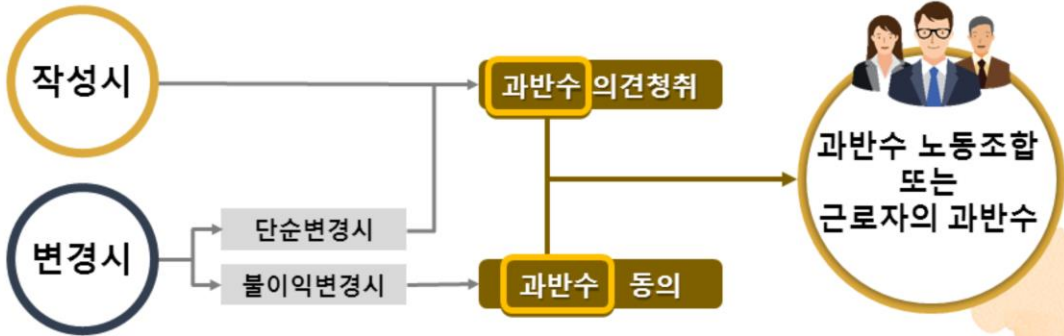 작성시
과반수 의견청취
과반수 노동조합
또는
근로자의 과반수
변경시
단순변경시
불이익변경시
과반수 동의